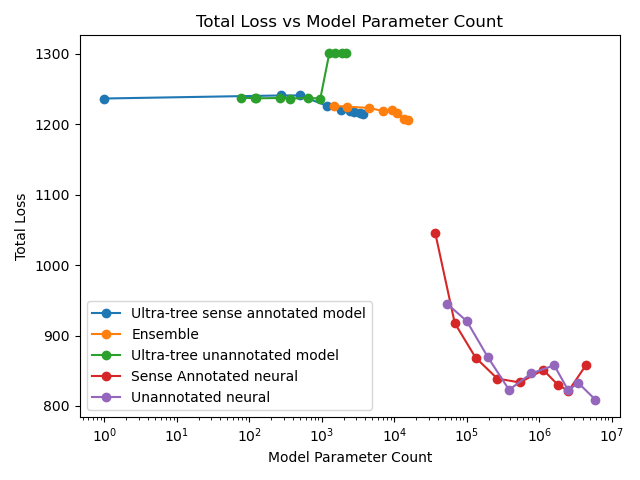 Total Loss vs Model Parameter Count
1300
1200
1100
1000
900
800
Total Loss
Ultra-tree sense annotated model
Ensemble
Ultra-tree unannotated model
Sense Annotated neural
Unannotated neural
10⁰ 10¹ 10² 10³ 10⁴ 10⁵ 10⁶ 10⁷
Model Parameter Count